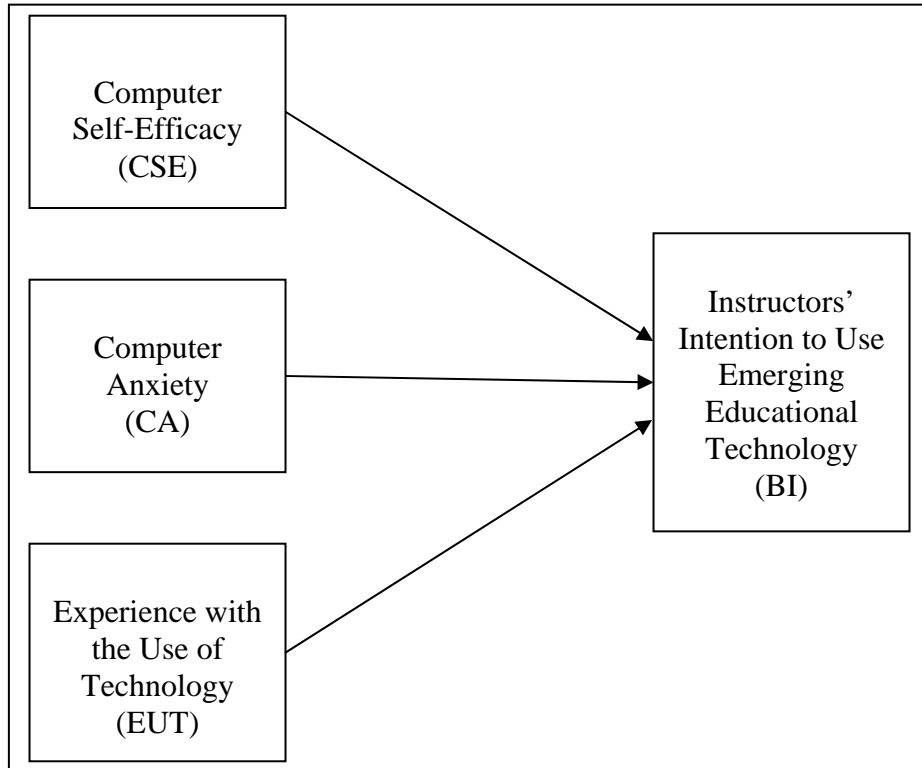 Computer
Self-Efficacy
(CSE)
Computer
Anxiety
(CA)
Experience with
the Use of
Technology
(EUT)
Instructors’
Intention to Use
Emerging
Educational
Technology
(BI)